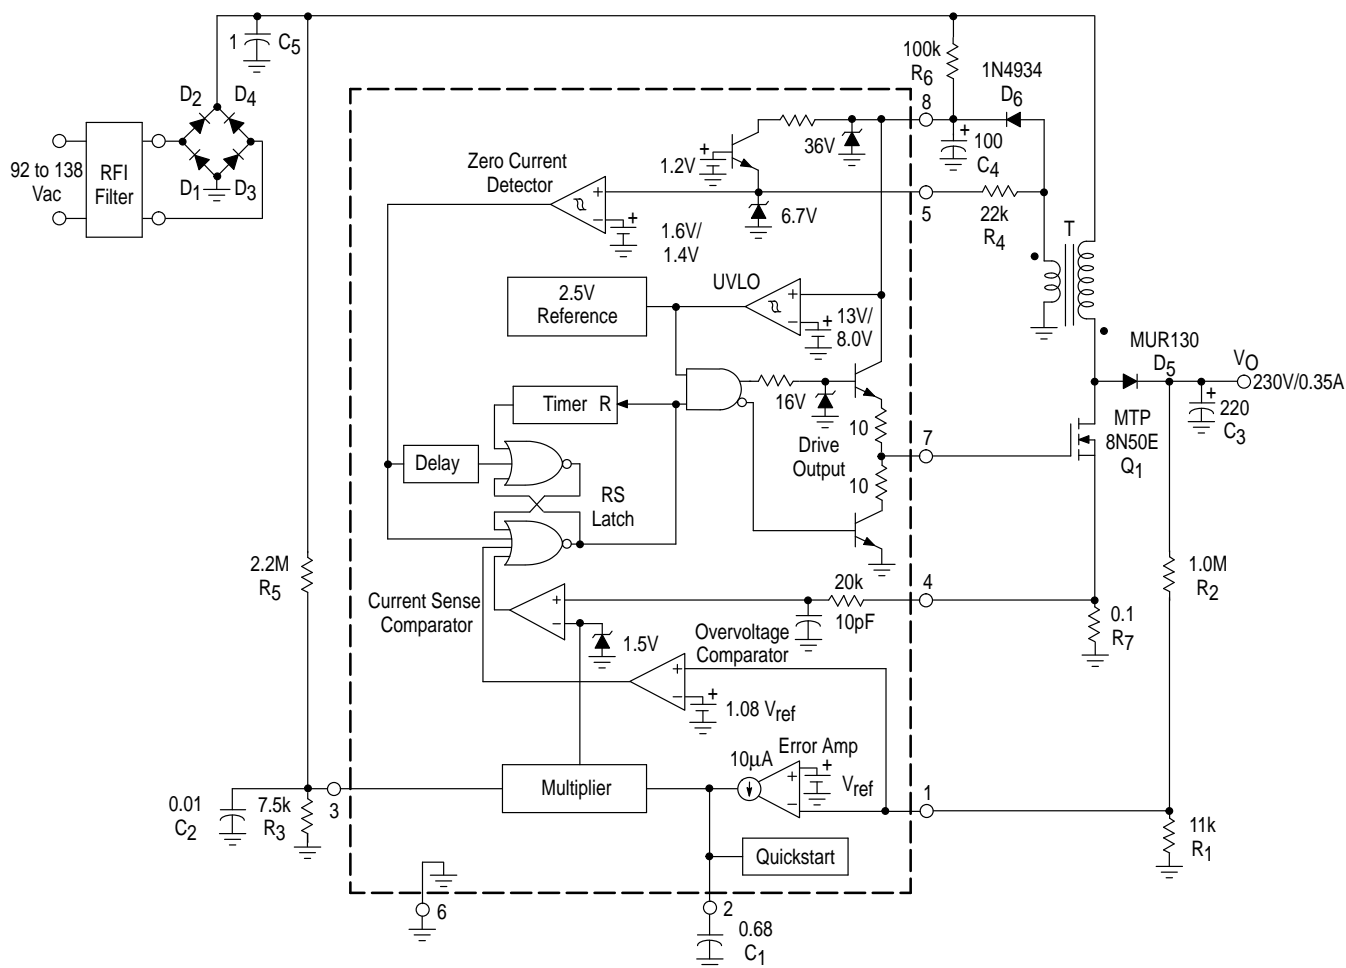 1
C5
100k
R6
1N4934
D6
8
D2
D4
36V
100
C4
1.2V
92 to 138
Vac
RFI
Filter
D1
D3
Zero Current
Detector
+
−
1.6V/
1.4V
6.7V
5
22k
R4
T
2.5V
Reference
UVLO
+
−
13V/
8.0V
MUR130
D5
VO
230V/0.35A
Timer R
16V
10
Drive
Output
10
7
MTP
8N50E
Q1
220
C3
Delay
RS
Latch
2.2M
R5
Current Sense
Comparator
+
−
1.5V
20k
10pF
4
0.1
R7
1.0M
R2
Overvoltage
Comparator
+
−
1.08 Vref
Error Amp
10µA
+
−
Vref
1
Multiplier
0.01
C2
7.5k
R3
3
11k
R1
Quickstart
6
2
0.68
C1